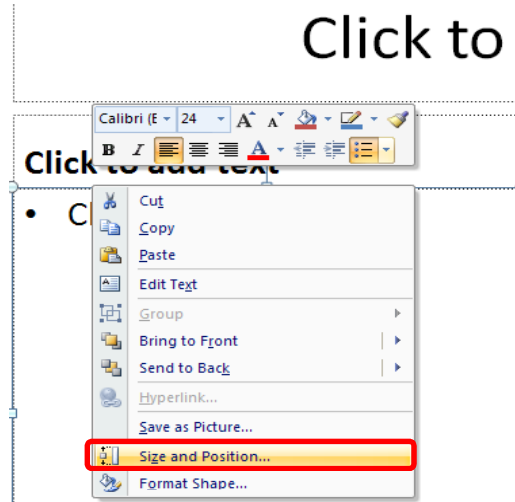 Click to
Calibri (E 24 A A
B I A
Click to add text
• Cl
Cut
Copy
Paste
Edit Text
Group
Bring to Front
Send to Back
Hyperlink...
Save as Picture...
Size and Position...
Format Shape...